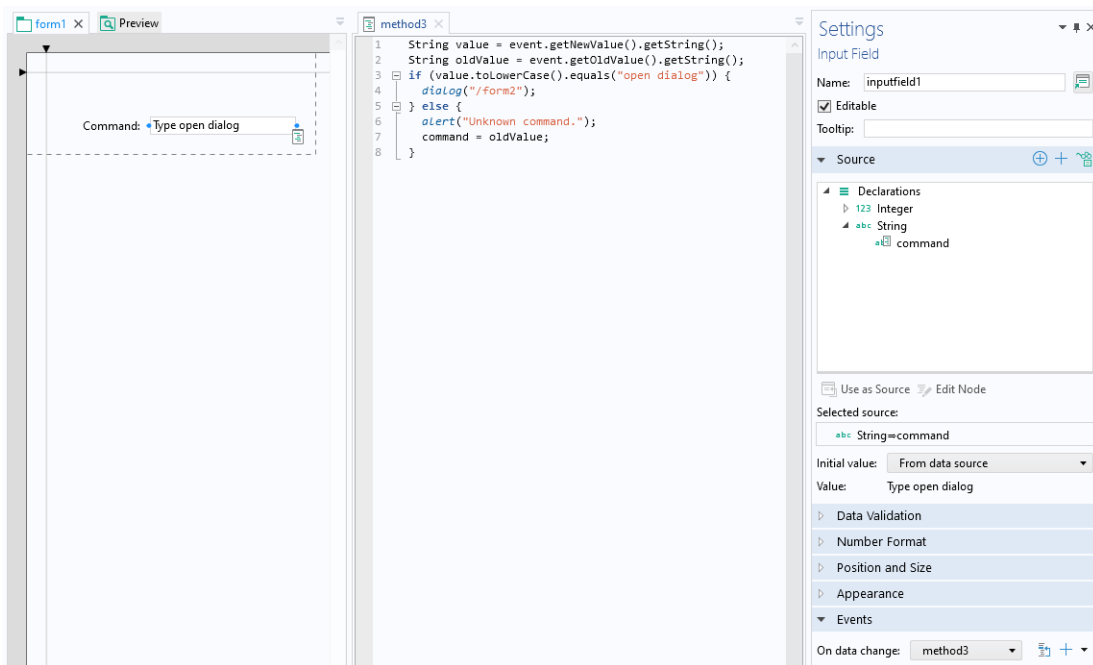 form1
Preview
Command: Type open dialog
method3
1 String value = event.getNewValue().getString();
2 String oldValue = event.getOldValue().getString();
3 if (value.toLowerCase().equals("open dialog")) {
4 dialog("/form2");
5 } else {
6 alert("Unknown command.");
7 command = oldValue;
8 }
Settings
Input Field
Name: inputfield1
Editable
Tooltip:
Source
Declarations
123 Integer
abc String
command
Use as Source Edit Node
Selected source:
abc String=command
Initial value: From data source
Value: Type open dialog
Data Validation
Number Format
Position and Size
Appearance
Events
On data change: method3